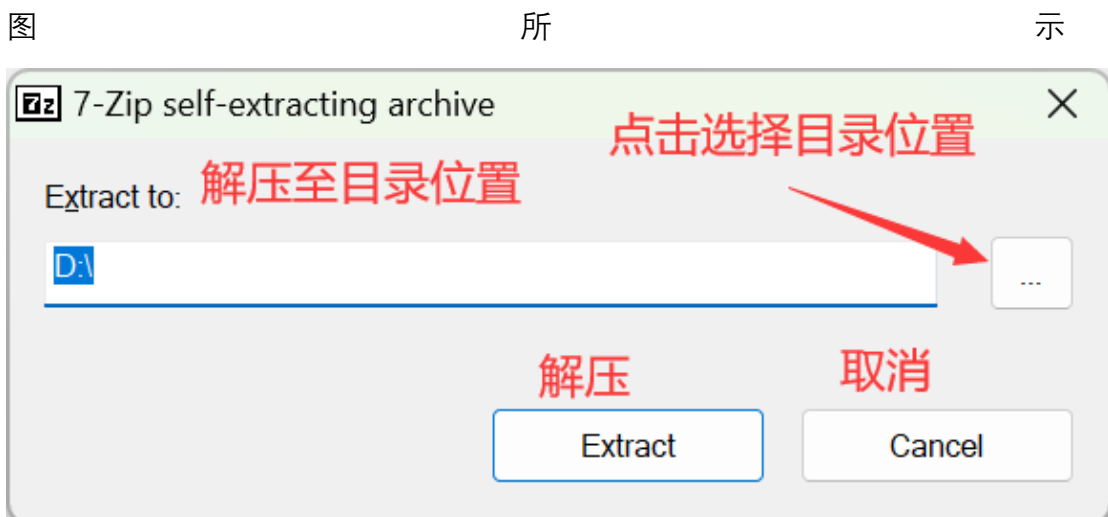 图 所 示
7-Zip self-extracting archive
点击选择目录位置
Extract to: 解压至目录位置
D:\
...
解压 取消
Extract Cancel